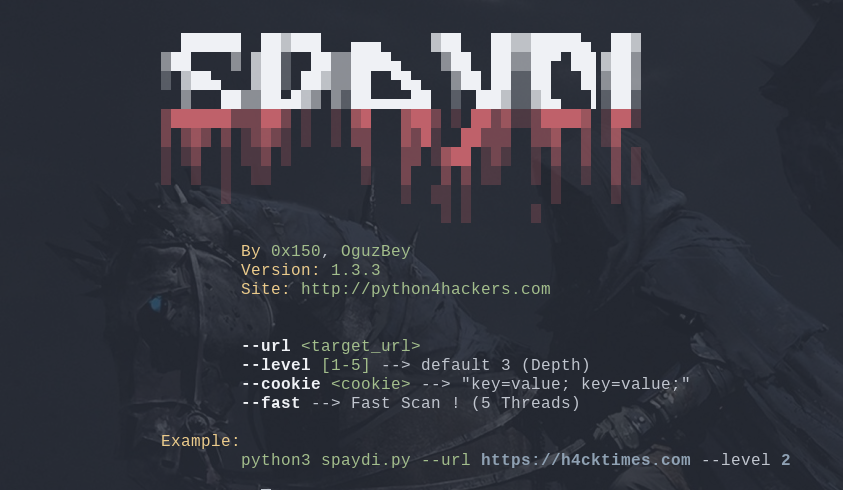 SPAYDI
By 0x150, OguzBey
Version: 1.3.3
Site: http://python4hackers.com
--url <target_url>
--level [1-5] --> default 3 (Depth)
--cookie <cookie> --> "key=value; key=value;"
--fast --> Fast Scan ! (5 Threads)
Example:
python3 spaydi.py --url https://h4cktimes.com --level 2